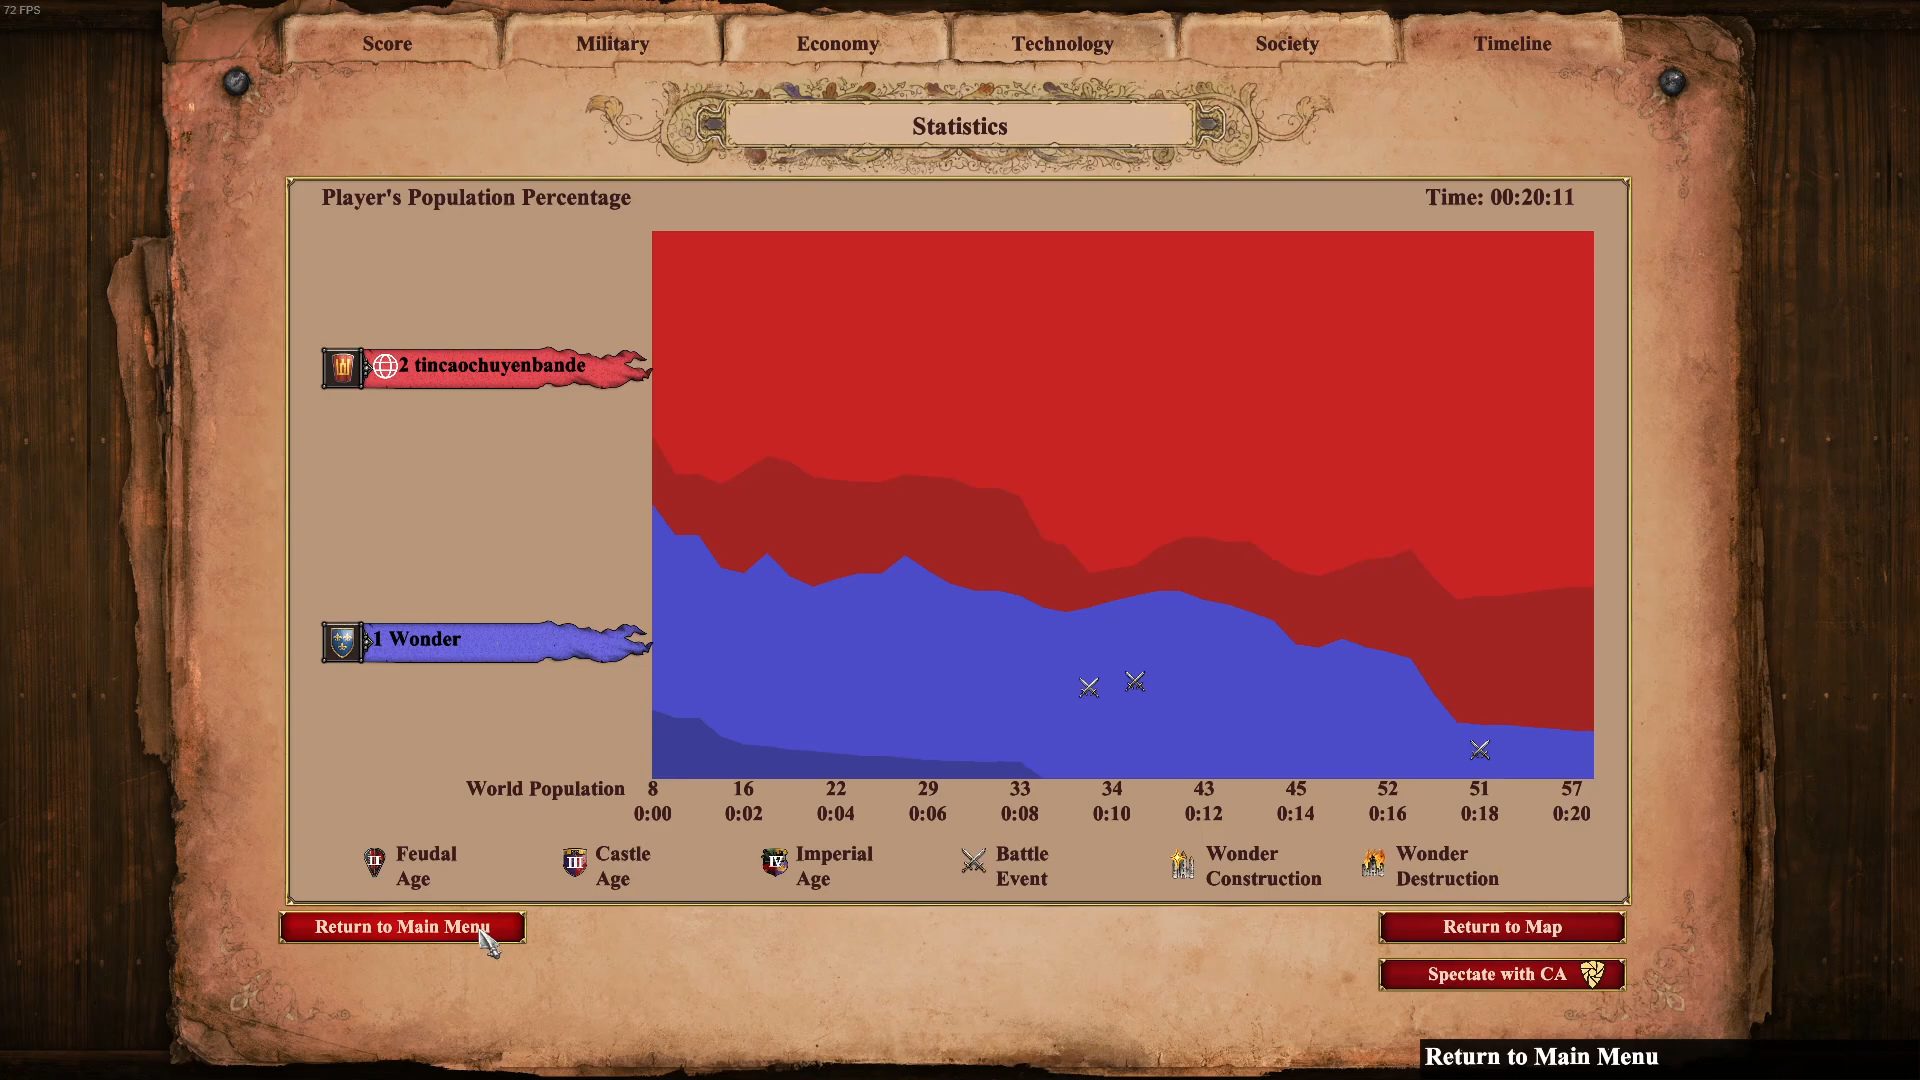 72 FPS
Score
Military
Economy
Technology
Society
Timeline
Statistics
Player's Population Percentage
Time: 00:20:11
2 tincaochuyenbande
1 Wonder
World Population
8 16 22 29 33 34 43 45 52 51 57
0:00 0:02 0:04 0:06 0:08 0:10 0:12 0:14 0:16 0:18 0:20
II
Feudal
Age
III
Castle
Age
IV
Imperial
Age
Battle
Event
Wonder
Construction
Wonder
Destruction
Return to Main Menu
Return to Map
Spectate with CA
Return to Main Menu